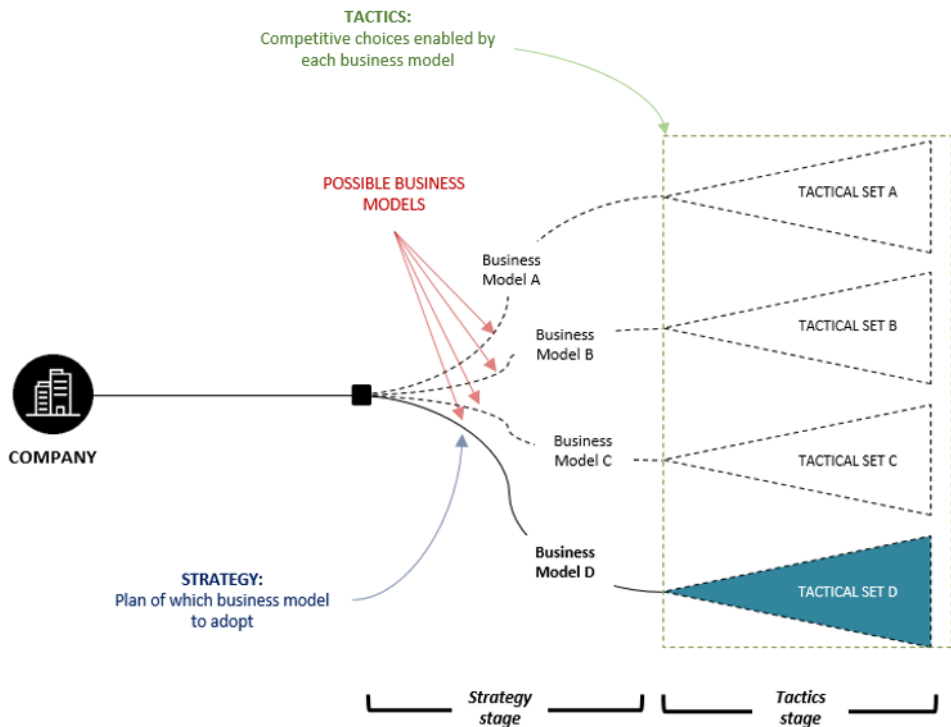 TACTICS:
Competitive choices enabled by
each business model
POSSIBLE BUSINESS
MODELS
TACTICAL SET A
Business
Model A
TACTICAL SET B
Business
Model B
COMPANY
Business
Model C
TACTICAL SET C
Business
Model D
STRATEGY:
Plan of which business model
to adopt
TACTICAL SET D
Strategy
stage
Tactics
stage